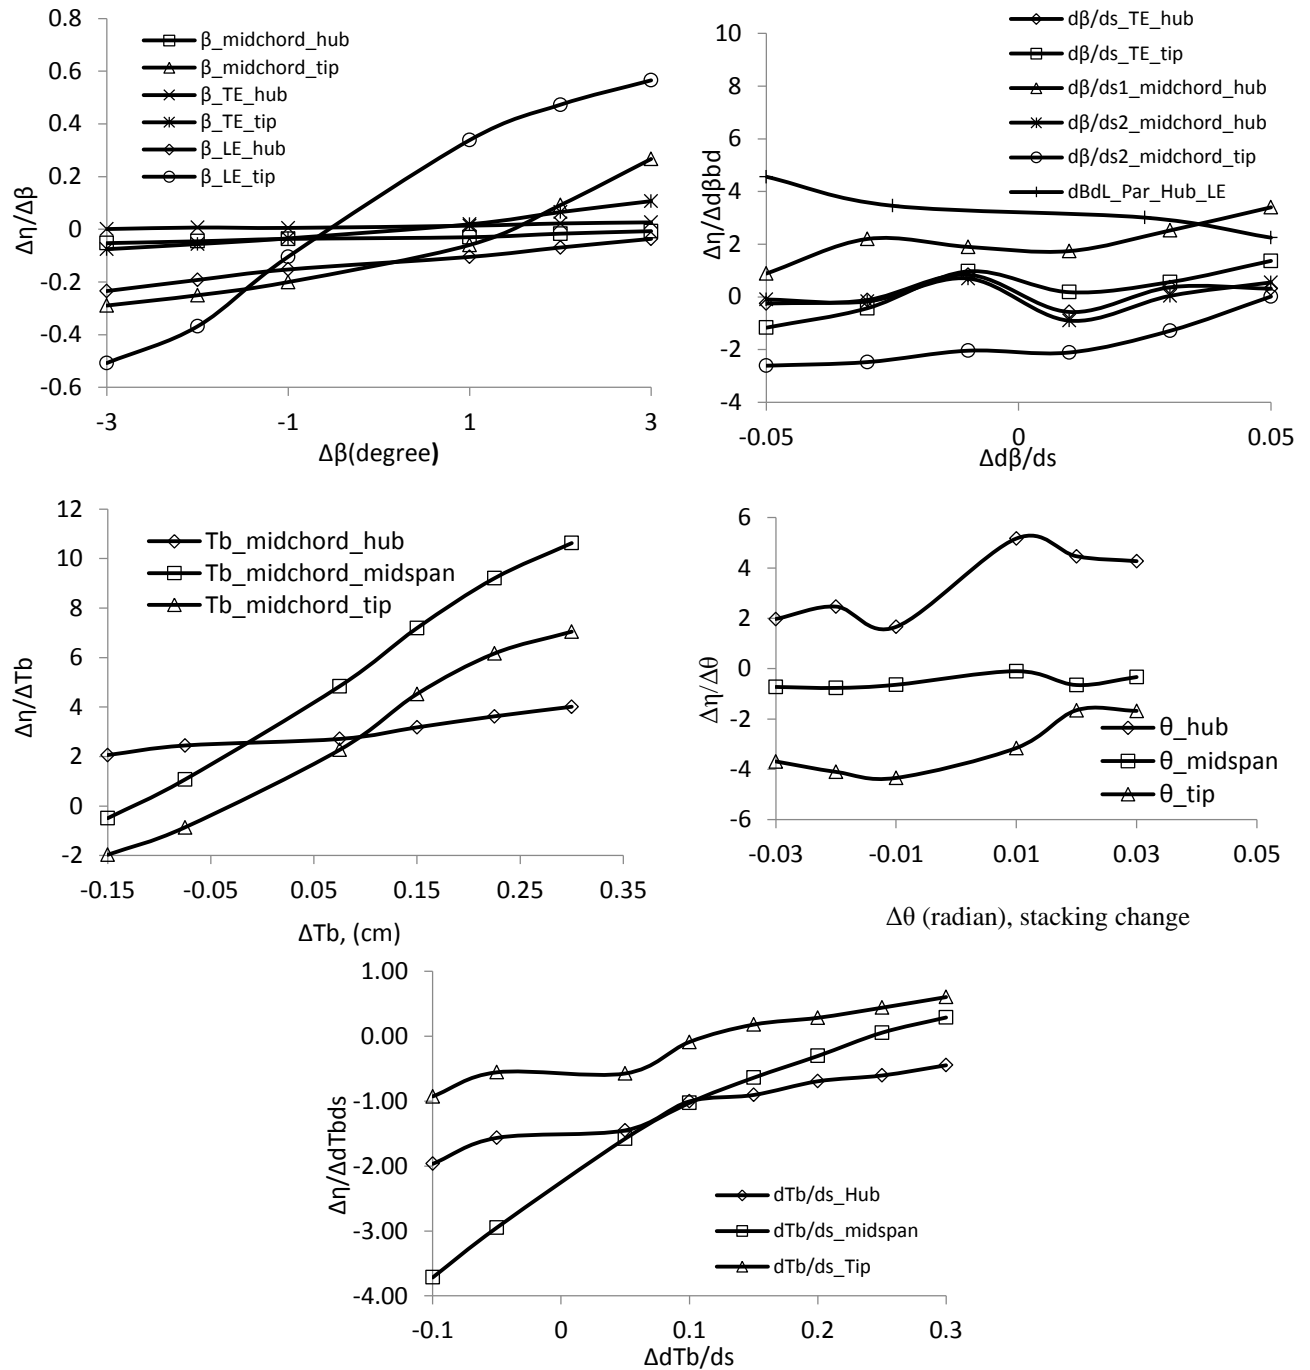 0.8
0.6
0.4
0.2
0
-0.2
-0.4
-0.6
-3
-1
1
3
Δη/Δβ
Δβ(degree)
β_midchord_hub
β_midchord_tip
β_TE_hub
β_TE_tip
β_LE_hub
β_LE_tip
10
8
6
4
2
0
-2
-4
-0.05
0
0.05
Δη/Δdβbd
Δdβ/ds
dβ/ds_TE_hub
dβ/ds_TE_tip
dβ/ds1_midchord_hub
dβ/ds2_midchord_hub
dβ/ds2_midchord_tip
dBdL_Par_Hub_LE
12
10
8
6
4
2
0
-2
-0.15
-0.05
0.05
0.15
0.25
0.35
Δη/ΔTb
ΔTb, (cm)
Tb_midchord_hub
Tb_midchord_midspan
Tb_midchord_tip
6
4
2
0
-2
-4
-6
-0.03
-0.01
0.01
0.03
0.05
Δη/Δθ
Δθ (radian), stacking change
θ_hub
θ_midspan
θ_tip
1.00
0.00
-1.00
-2.00
-3.00
-4.00
-0.1
0
0.1
0.2
0.3
Δη/ΔdTbds
ΔdTb/ds
dTb/ds_Hub
dTb/ds_midspan
dTb/ds_Tip